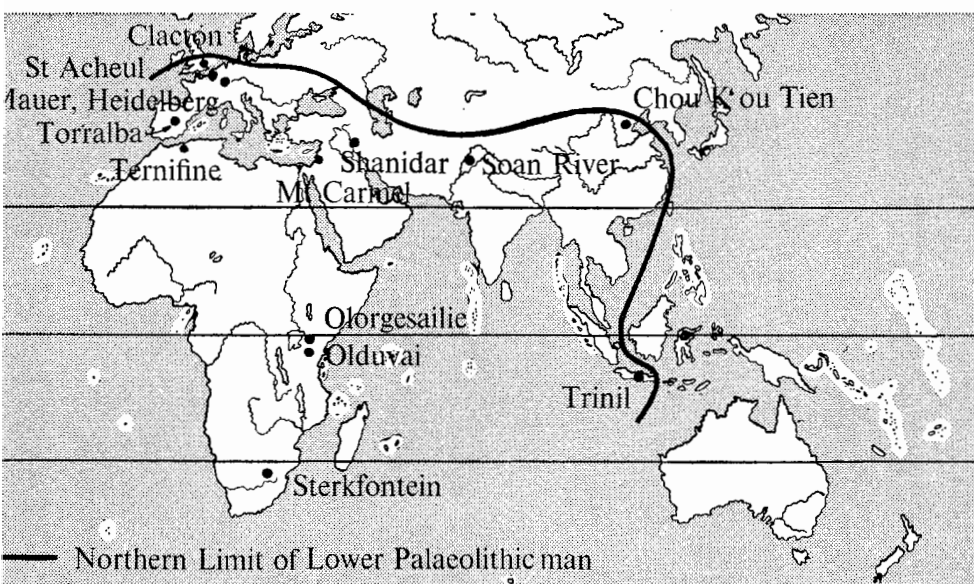 Clacton
St Acheul
Mauer, Heidelberg
Torralba
Ternifine
Chou K'ou Tien
Shanidar
Soan River
Mt Carmel
Olorgesailie
Olduvai
Trinil
Sterkfontein
Northern Limit of Lower Palaeolithic man